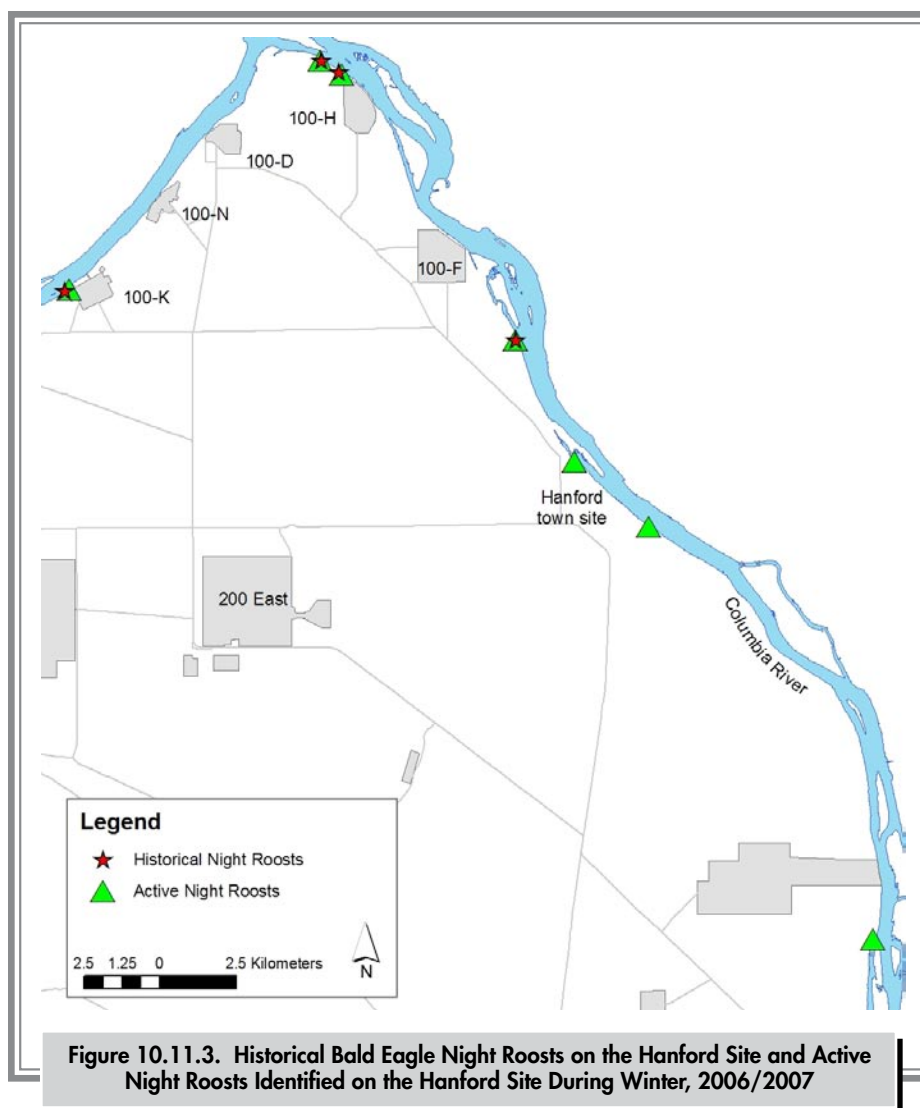 100-H
100-D
100-N
100-F
100-K
Hanford
town site
200 East
Columbia River
Legend
Historical Night Roosts
Active Night Roosts
2.5 1.25 0 2.5 Kilometers
N
Figure 10.11.3. Historical Bald Eagle Night Roosts on the Hanford Site and Active
Night Roosts Identified on the Hanford Site During Winter, 2006/2007